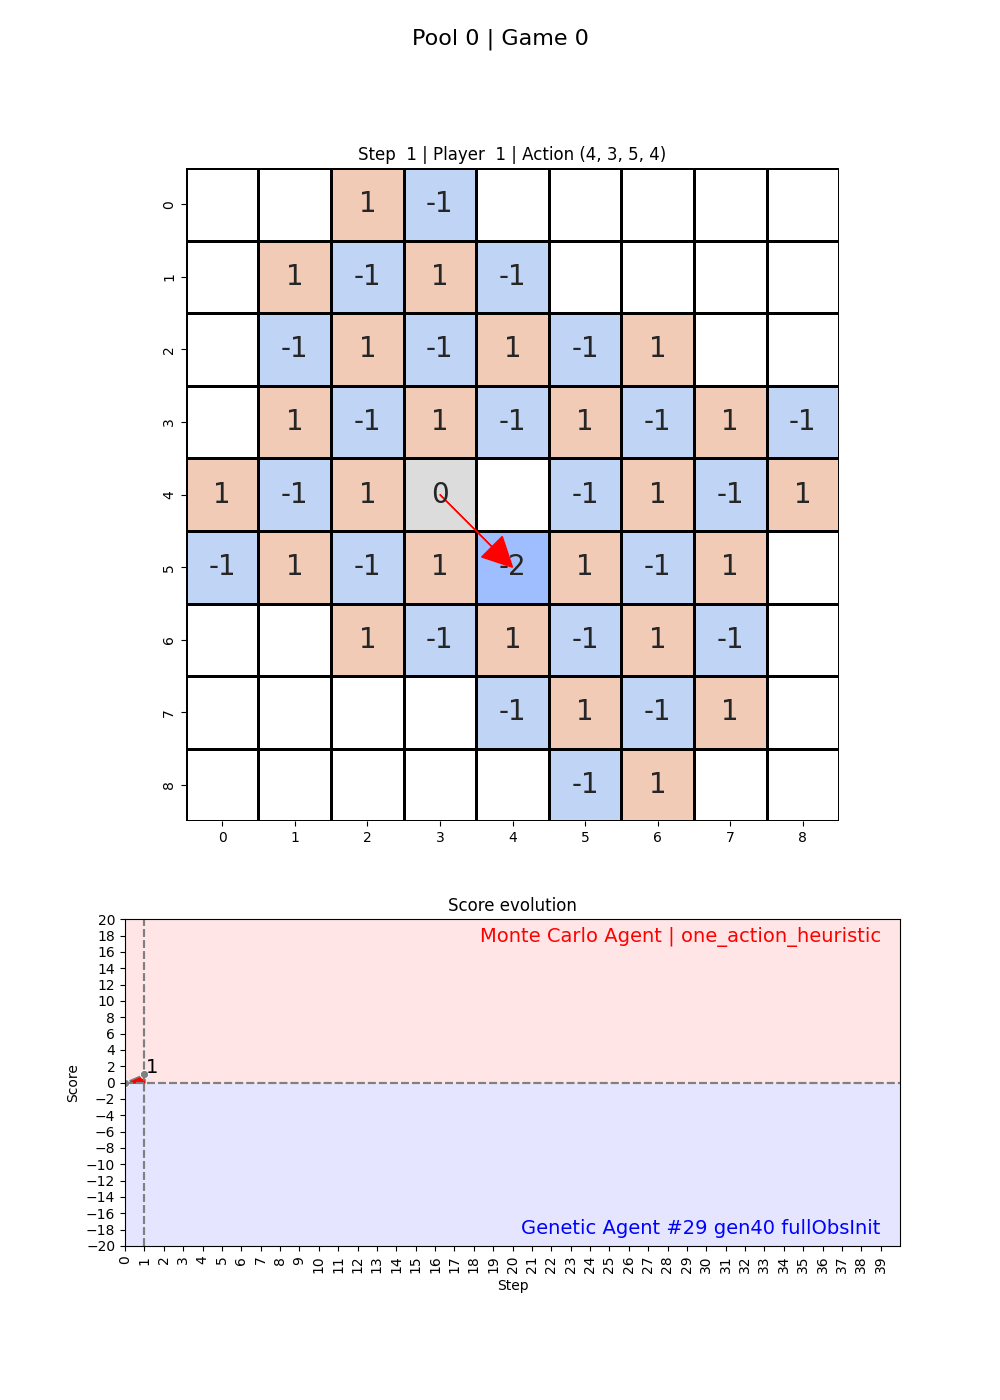 Pool 0 | Game 0
Step 1 | Player 1 | Action (4, 3, 5, 4)
0 1 -1
1 1 -1 1 -1
2 -1 1 -1 1 -1 1
3 1 -1 1 -1 1 -1 1 -1
4 1 -1 1 0 -1 1 -1 1
5 -1 1 -1 1 -2 1 -1 1
6 1 -1 1 -1 1 -1
7 -1 1 -1 1
8 -1 1
0 1 2 3 4 5 6 7 8
Score evolution
20
18
16
14
12
10
8
6
4
2
0
−2
−4
−6
−8
−10
−12
−14
−16
−18
−20
Score
Monte Carlo Agent | one_action_heuristic
1
Genetic Agent #29 gen40 fullObsInit
0 1 2 3 4 5 6 7 8 9 10 11 12 13 14 15 16 17 18 19 20 21 22 23 24 25 26 27 28 29 30 31 32 33 34 35 36 37 38 39
Step